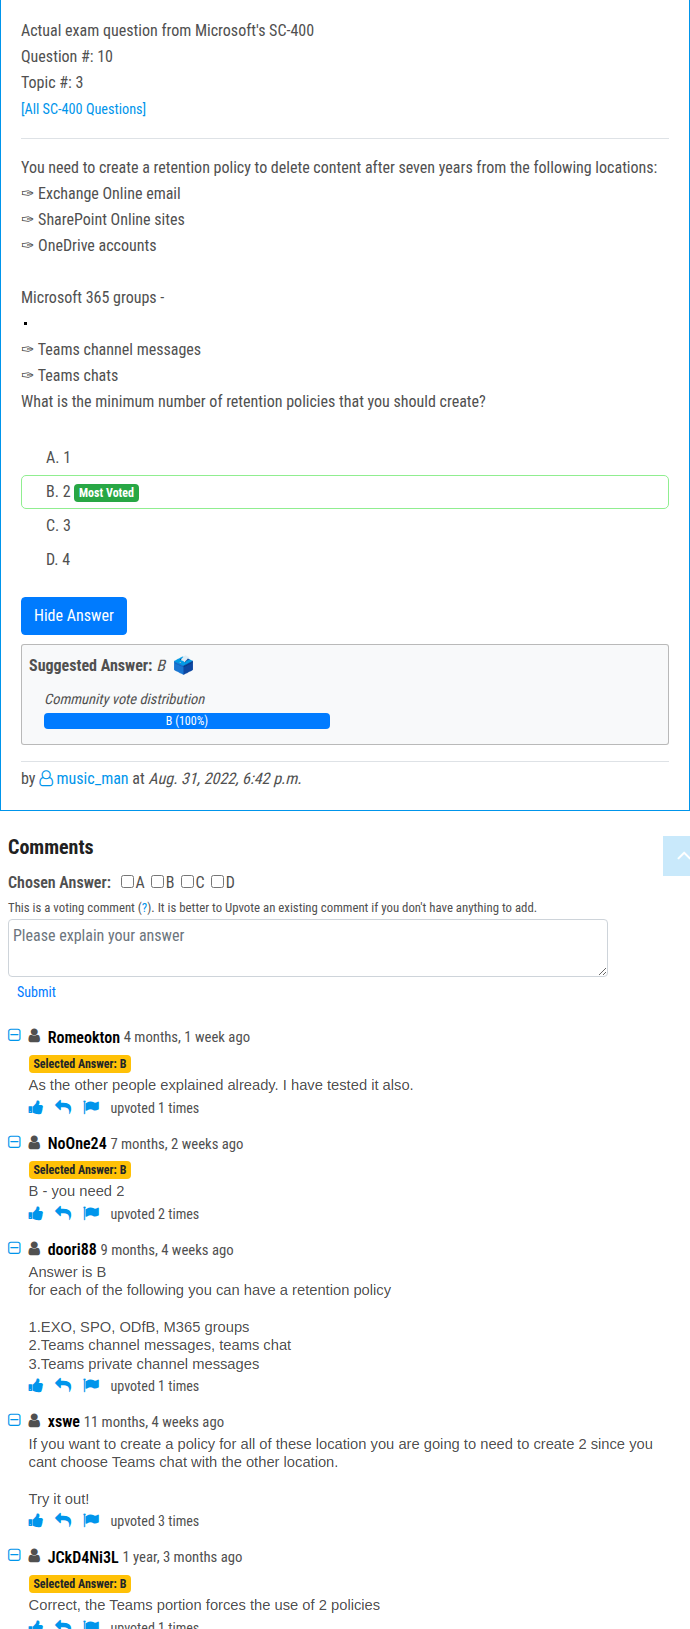 Actual exam question from Microsoft's SC-400
Question #: 10
Topic #: 3
[All SC-400 Questions]
You need to create a retention policy to delete content after seven years from the following locations:
✑ Exchange Online email
✑ SharePoint Online sites
✑ OneDrive accounts
Microsoft 365 groups -
▪
✑ Teams channel messages
✑ Teams chats
What is the minimum number of retention policies that you should create?
A. 1
B. 2 Most Voted
C. 3
D. 4
Hide Answer
Suggested Answer: B
Community vote distribution
B (100%)
by music_man at Aug. 31, 2022, 6:42 p.m.
Comments
Chosen Answer: A B C D
This is a voting comment (?). It is better to Upvote an existing comment if you don't have anything to add.
Please explain your answer
Submit
Romeokton 4 months, 1 week ago
Selected Answer: B
As the other people explained already. I have tested it also.
upvoted 1 times
NoOne24 7 months, 2 weeks ago
Selected Answer: B
B - you need 2
upvoted 2 times
doori88 9 months, 4 weeks ago
Answer is B
for each of the following you can have a retention policy
1.EXO, SPO, ODfB, M365 groups
2.Teams channel messages, teams chat
3.Teams private channel messages
upvoted 1 times
xswe 11 months, 4 weeks ago
If you want to create a policy for all of these location you are going to need to create 2 since you
cant choose Teams chat with the other location.
Try it out!
upvoted 3 times
JCkD4Ni3L 1 year, 3 months ago
Selected Answer: B
Correct, the Teams portion forces the use of 2 policies
upvoted 1 times